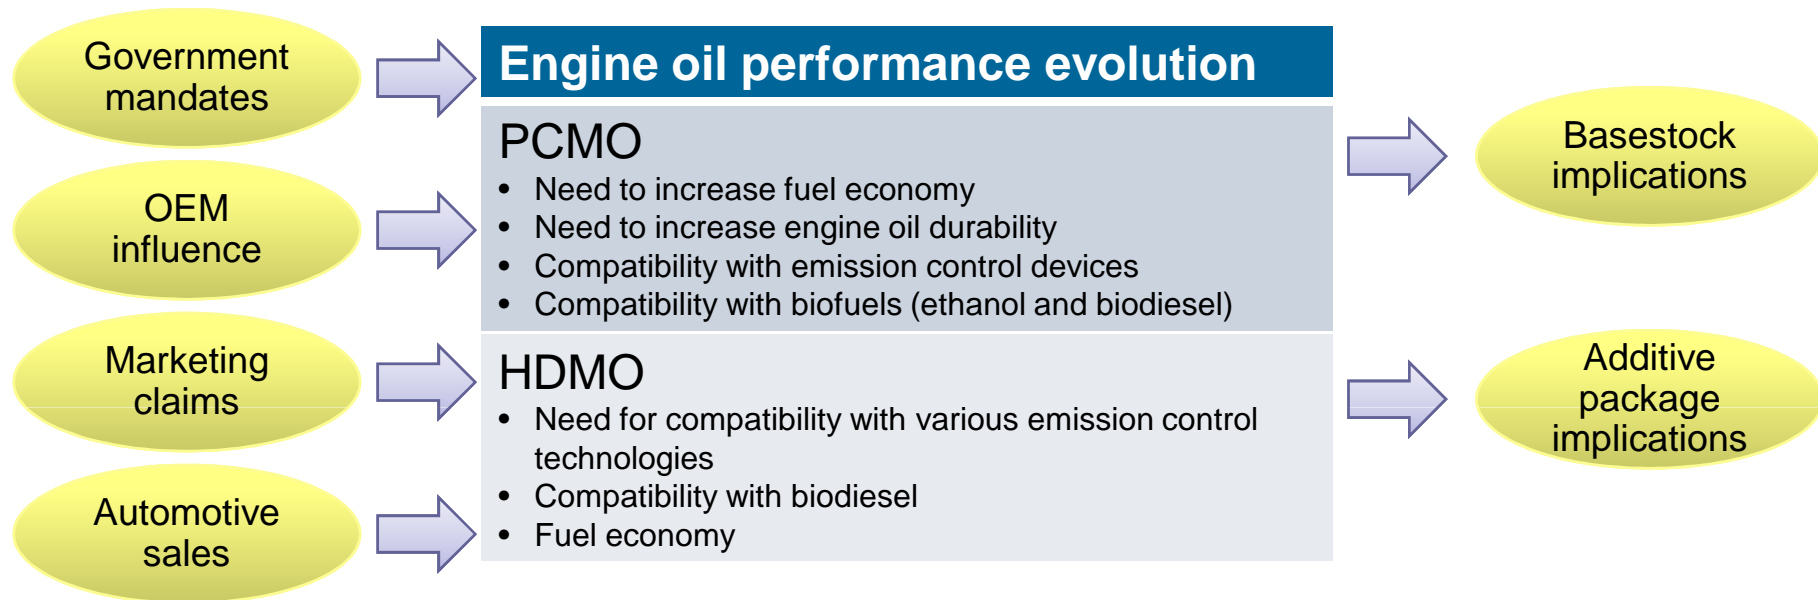 Government
mandates
OEM
influence
Marketing
claims
Automotive
sales
Engine oil performance evolution
PCMO
• Need to increase fuel economy
• Need to increase engine oil durability
• Compatibility with emission control devices
• Compatibility with biofuels (ethanol and biodiesel)
HDMO
• Need for compatibility with various emission control
technologies
• Compatibility with biodiesel
• Fuel economy
Basestock
implications
Additive
package
implications